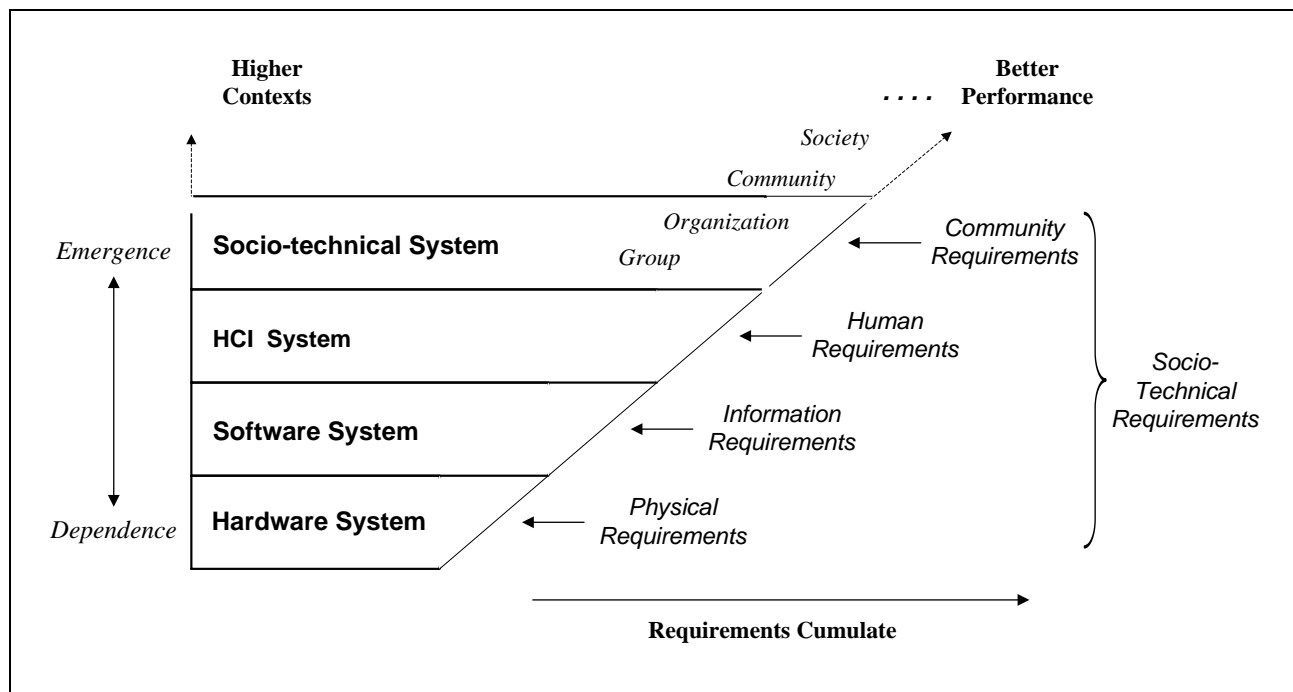 Higher
Contexts
. . . .
Better
Performance
Society
Community
Organization
Group
Emergence
Dependence
Socio-technical System
HCI System
Software System
Hardware System
Community
Requirements
Human
Requirements
Information
Requirements
Physical
Requirements
Socio-
Technical
Requirements
Requirements Cumulate